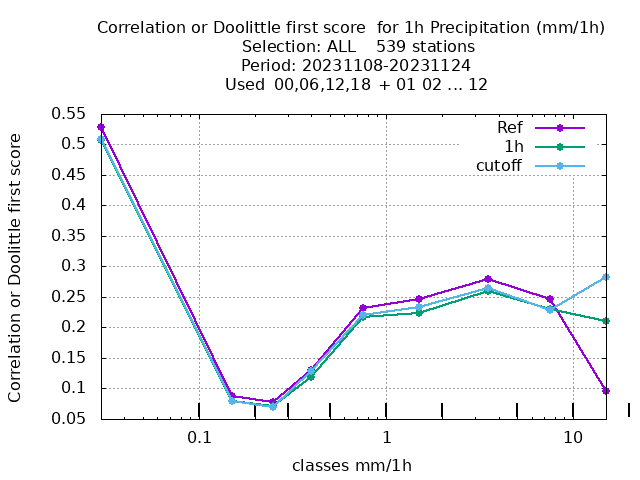 Correlation or Doolittle first score  for 1h Precipitation (mm/1h)
Selection: ALL    539 stations
Period: 20231108-20231124
Used  00,06,12,18  + 01 02 ... 12
Ref
1h
cutoff
0.55
0.5
0.45
0.4
0.35
0.3
0.25
0.2
0.15
0.1
0.05
Correlation or Doolittle first score
0.1
1
10
classes mm/1h